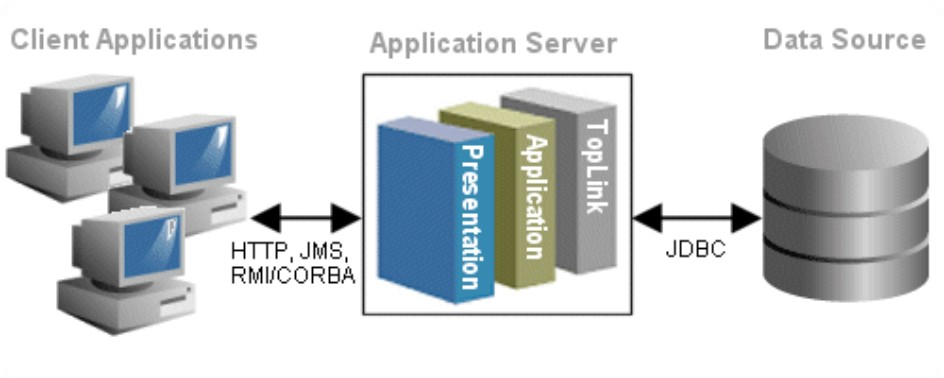 Client Applications
Application Server
Data Source
Presentation
Application
TopLink
HTTP, JMS,
RMI/CORBA
JDBC